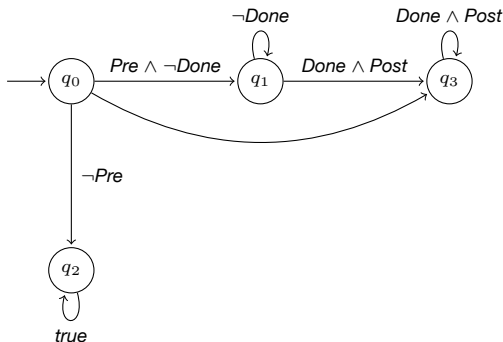 ¬Done
Done ∧ Post
q0
Pre ∧ ¬Done
q1
Done ∧ Post
q3
¬Pre
q2
true